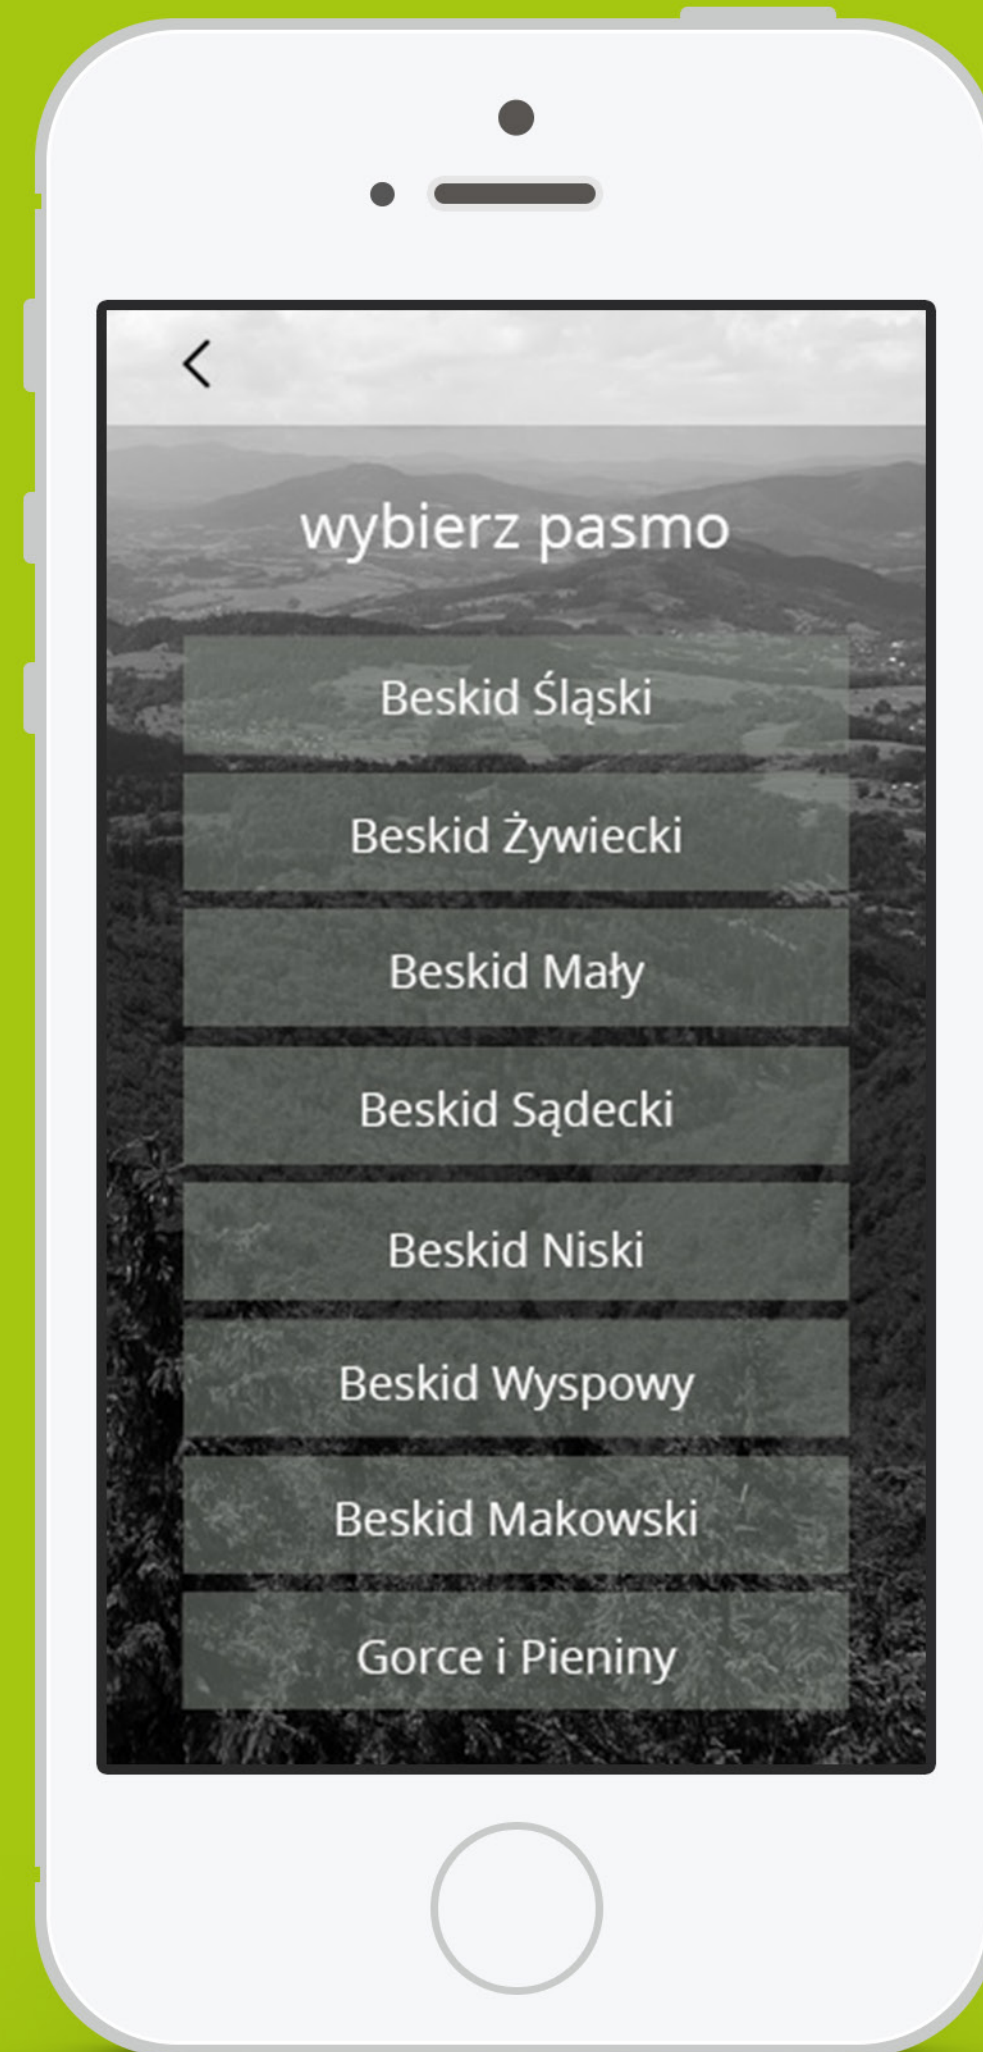 wybierz pasmo
Beskid Śląski
Beskid Żywiecki
Beskid Mały
Beskid Sądecki
Beskid Niski
Beskid Wyspowy
Beskid Makowski
Gorce i Pieniny